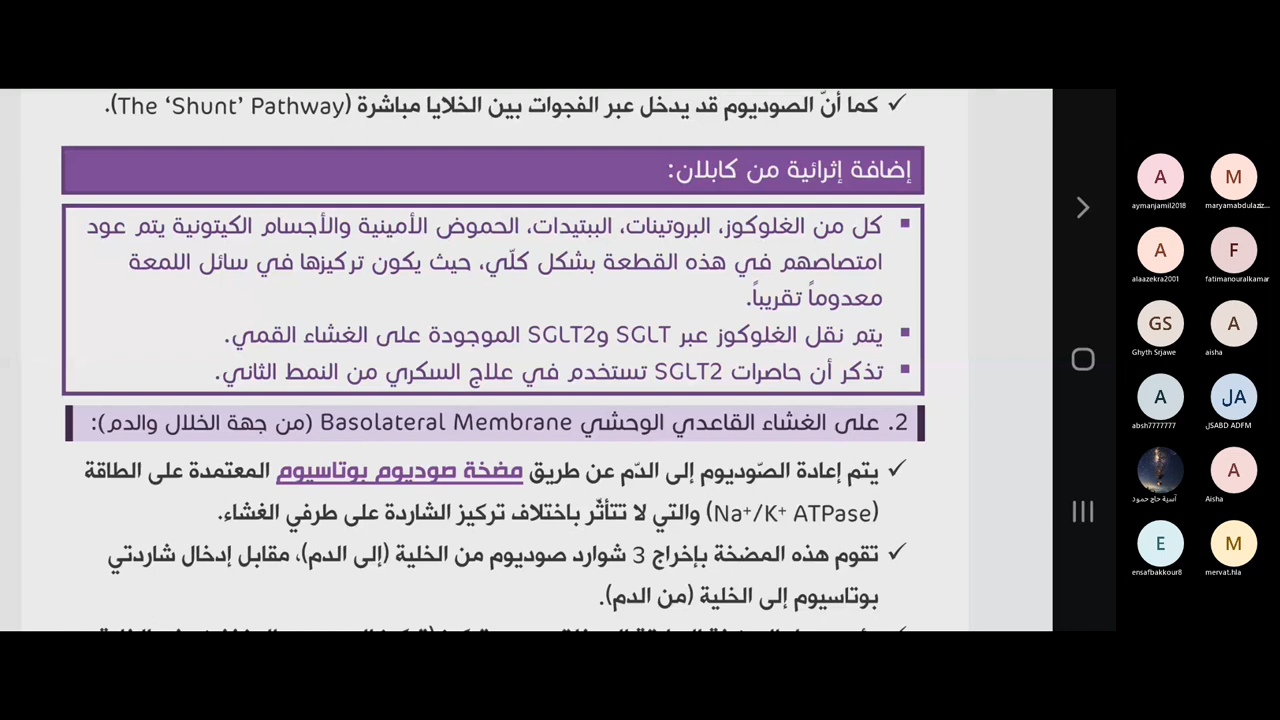 ✓ كما أنّ الصوديوم قد يدخل عبر الفجوات بين الخلايا مباشرة (The ‘Shunt’ Pathway).
إضافة إثرائية من كابلان:
▪ كل من الغلوكوز، البروتينات، الببتيدات، الحموض الأمينية والأجسام الكيتونية يتم عود
امتصاصهم في هذه القطعة بشكل كلّي، حيث يكون تركيزها في سائل اللمعة
معدوماً تقريباً.
▪ يتم نقل الغلوكوز عبر SGLT وSGLT2 الموجودة على الغشاء القمي.
▪ تذكر أن حاصرات SGLT2 تستخدم في علاج السكري من النمط الثاني.
2. على الغشاء القاعدي الوحشي Basolateral Membrane (من جهة الخلال والدم):
✓ يتم إعادة الصّوديوم إلى الدّم عن طريق مضخة صوديوم بوتاسيوم المعتمدة على الطاقة
(Na⁺/K⁺ ATPase) والتي لا تتأثّر باختلاف تركيز الشاردة على طرفي الغشاء.
✓ تقوم هذه المضخة بإخراج 3 شوارد صوديوم من الخلية (إلى الدم)، مقابل إدخال شاردتي
بوتاسيوم إلى الخلية (من الدم).
A
aymanjamil2018
M
maryamabdulaziz...
A
alaazekra2001
F
fatimanouralkamar
GS
Ghyth Srjawe
A
aisha
A
absh7777777
JA
JSABD ADFM
آسية حاج حمود
A
Aisha
E
ensafbakkour8
M
mervat.hla